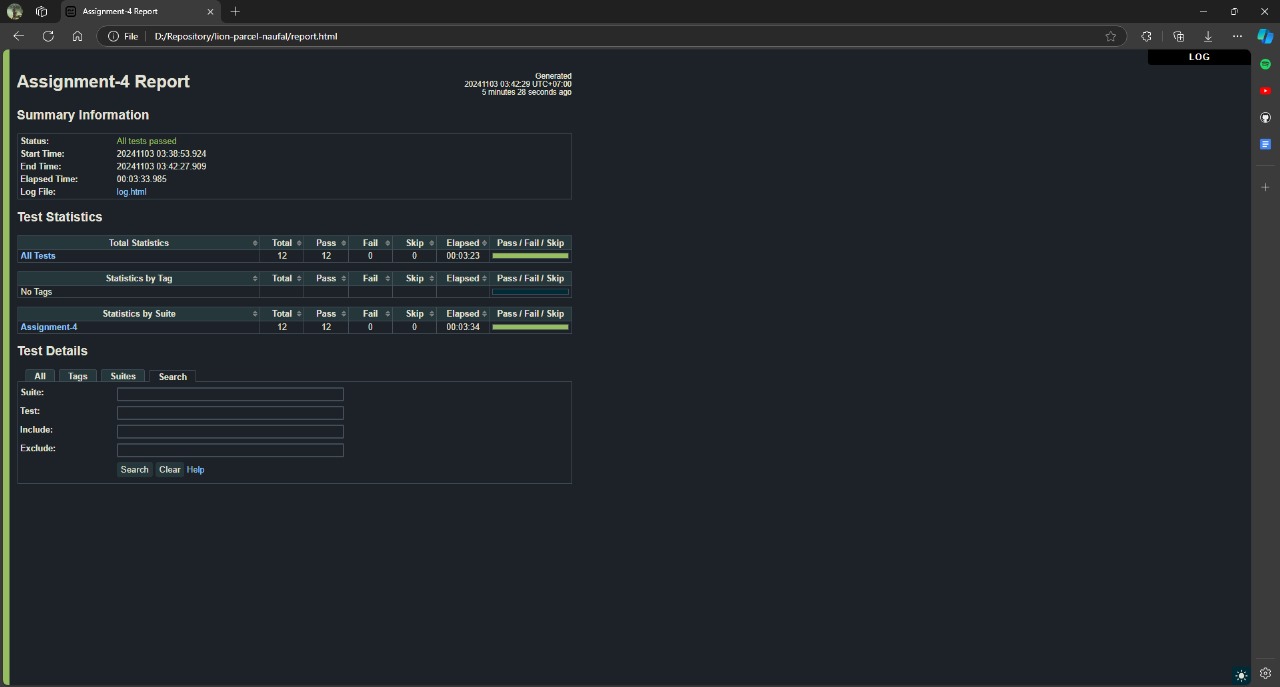 Assignment-4 Report
File
D:/Repository/lion-parcel-naufal/report.html
LOG
Assignment-4 Report
Generated
20241103 03:42:29 UTC+07:00
5 minutes 28 seconds ago
Summary Information
Status: All tests passed
Start Time: 20241103 03:38:53.924
End Time: 20241103 03:42:27.909
Elapsed Time: 00:03:33.985
Log File: log.html
Test Statistics
Total Statistics Total Pass Fail Skip Elapsed Pass / Fail / Skip
All Tests 12 12 0 0 00:03:23
Statistics by Tag Total Pass Fail Skip Elapsed Pass / Fail / Skip
No Tags
Statistics by Suite Total Pass Fail Skip Elapsed Pass / Fail / Skip
Assignment-4 12 12 0 0 00:03:34
Test Details
All Tags Suites Search
Suite:
Test:
Include:
Exclude:
Search Clear Help